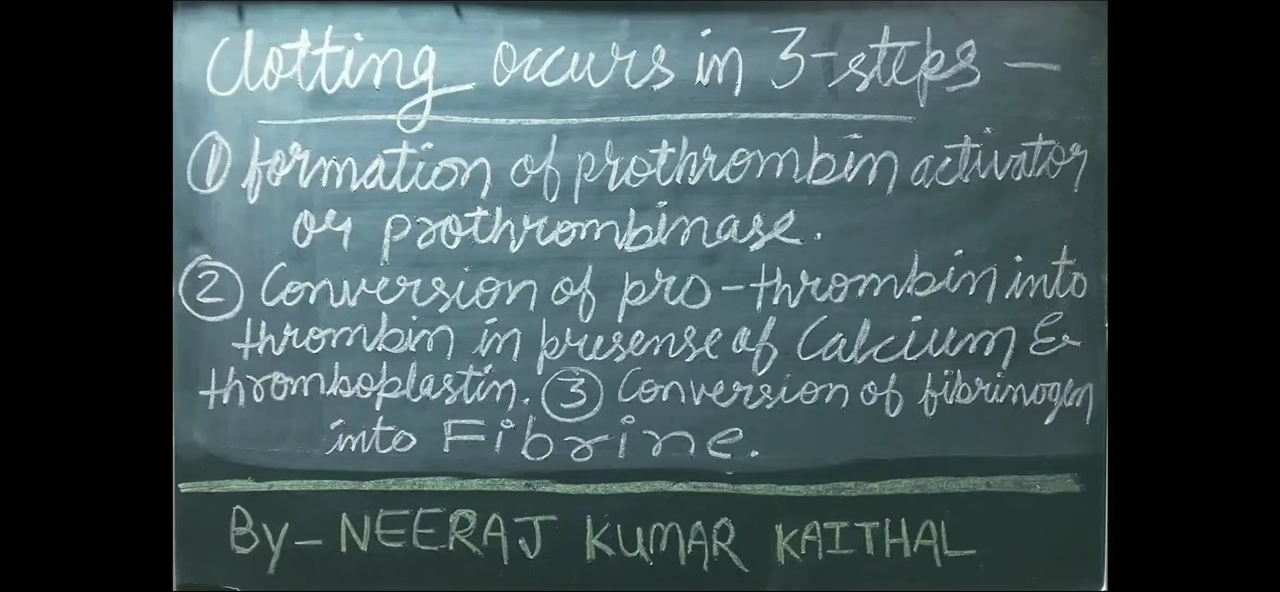 Clotting occurs in 3-steps —
① formation of prothrombin activator
or prothrombinase.
② Conversion of pro-thrombin into
thrombin in presense of Calcium &
thromboplastin. ③ Conversion of fibrinogen
into Fibrine.
By- NEERAJ KUMAR KAITHAL